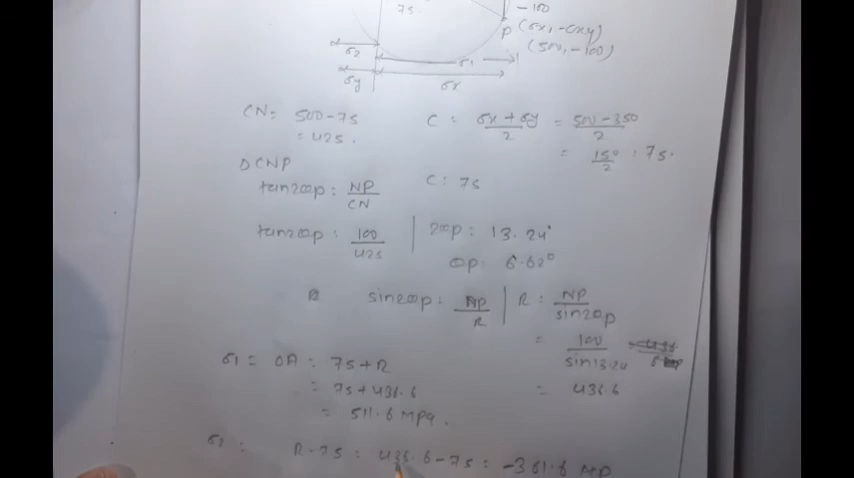 75
- 100
P (σx, -τxy)
(500, -100)
σ2
σ1
σy
σx
CN = 500 - 75
= 425.
C = σx + σy / 2 = 500 - 350 / 2
= 150 / 2 = 75.
Δ CNP
tan2θp = NP / CN
C = 75
tan2θp = 100 / 425 | 2θp = 13.24°
θp = 6.62°
sin2θp = NP / R | R = NP / sin2θp
= 100 / sin13.24
σ1 = OA = 75 + R
= 75 + 436.6
= 436.6
= 511.6 MPa.
σ2 = R - 75 = 436.6 - 75 = -361.6 MP